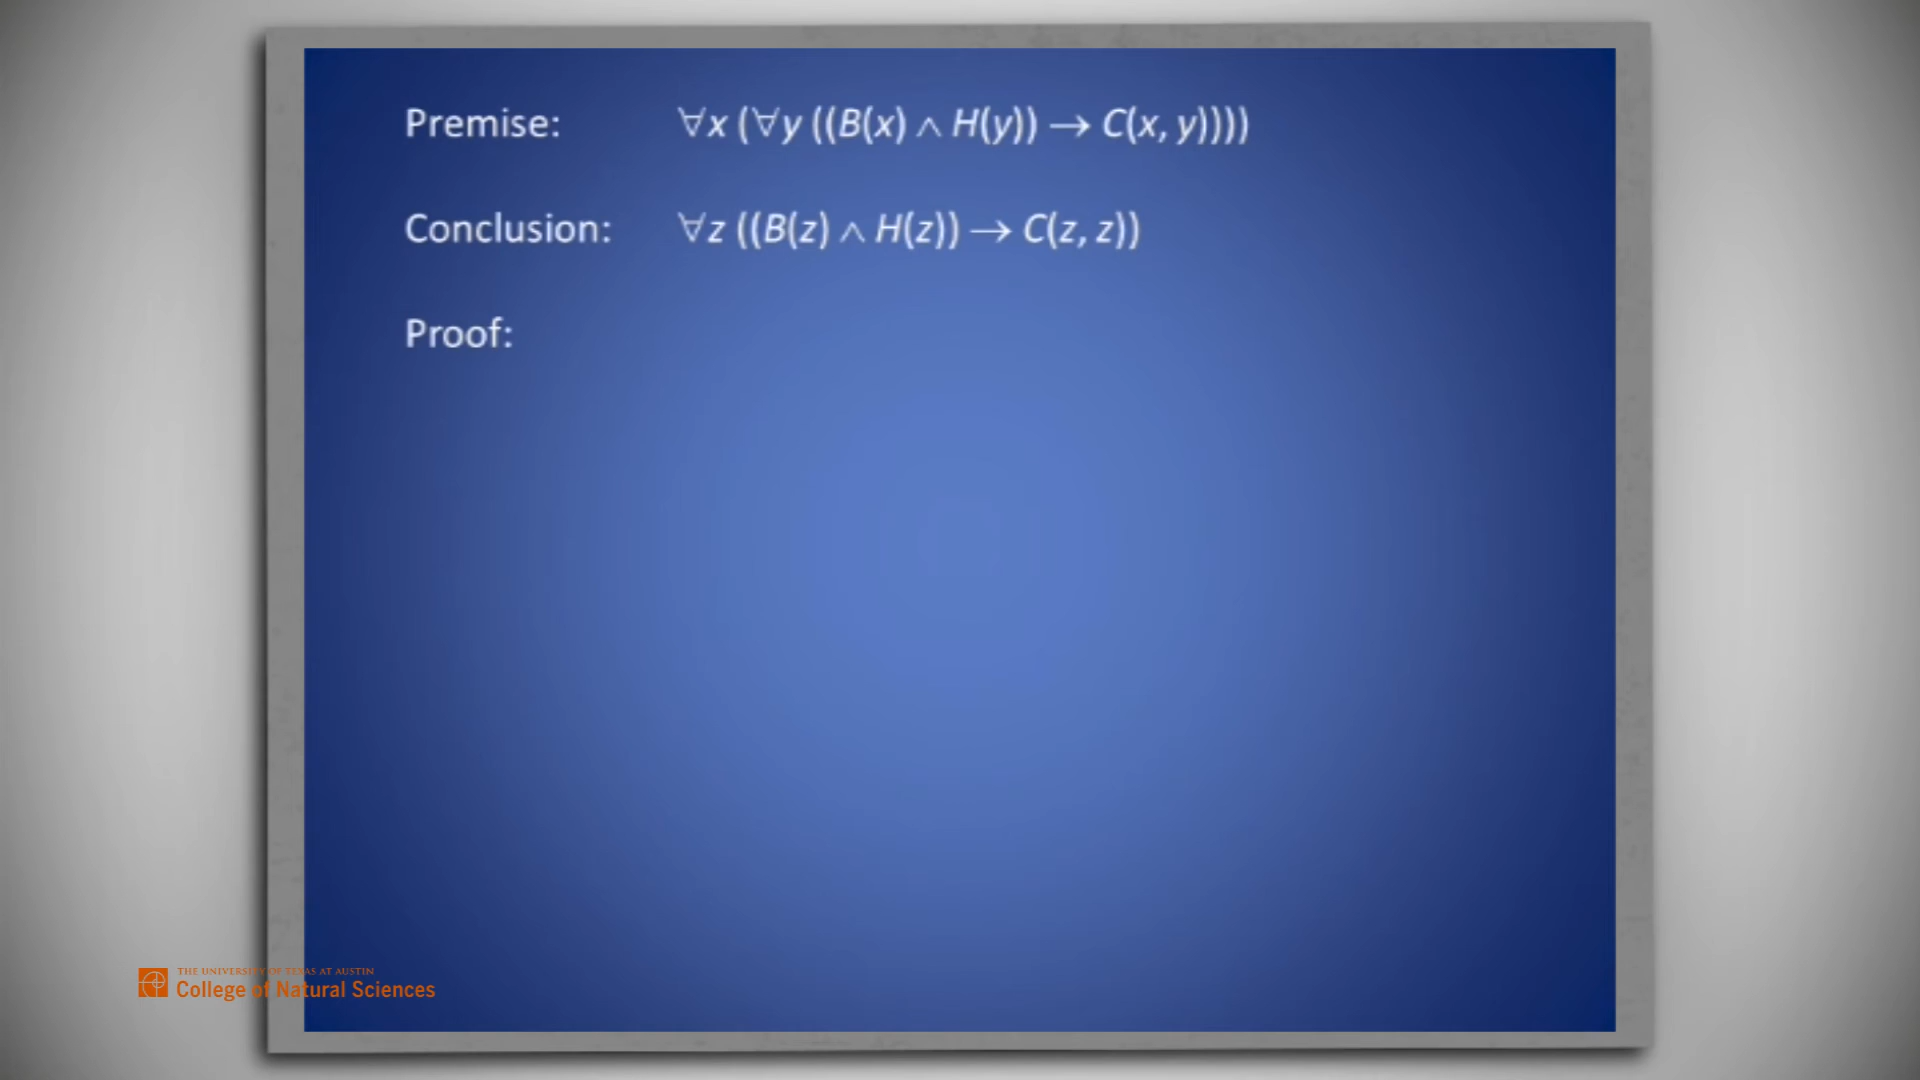 Premise: ∀x (∀y ((B(x) ∧ H(y)) → C(x, y))))
Conclusion: ∀z ((B(z) ∧ H(z)) → C(z, z))
Proof:
THE UNIVERSITY OF TEXAS AT AUSTIN
College of Natural Sciences